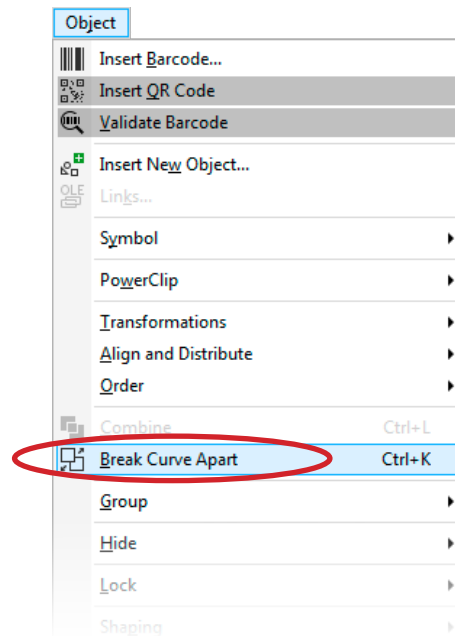 Object
Insert Barcode...
Insert QR Code
Validate Barcode
Insert New Object...
OLE Links...
Symbol
PowerClip
Transformations
Align and Distribute
Order
Combine Ctrl+L
Break Curve Apart Ctrl+K
Group
Hide
Lock
Shaping